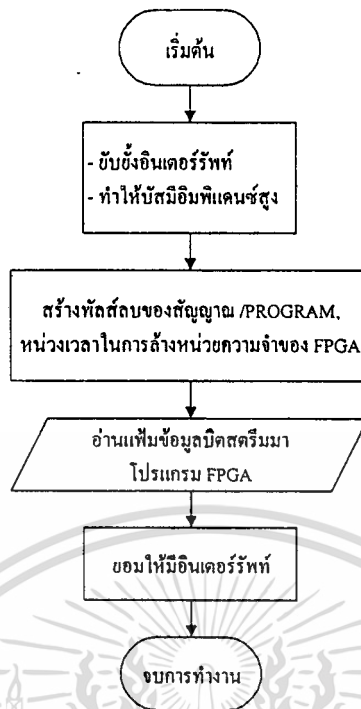 เริ่มต้น
- ขับยั้งอินเตอร์รัพท์
- ทำให้บัสมีอิมพิแดนซ์สูง
สร้างพัลส์ลบของสัญญาณ /PROGRAM,
หน่วงเวลาในการล้างหน่วยความจำของ FPGA
อ่านแฟ้มข้อมูลบิตสตรีมมา
โปรแกรม FPGA
ยอมให้มีอินเตอร์รัพท์
จบการทำงาน